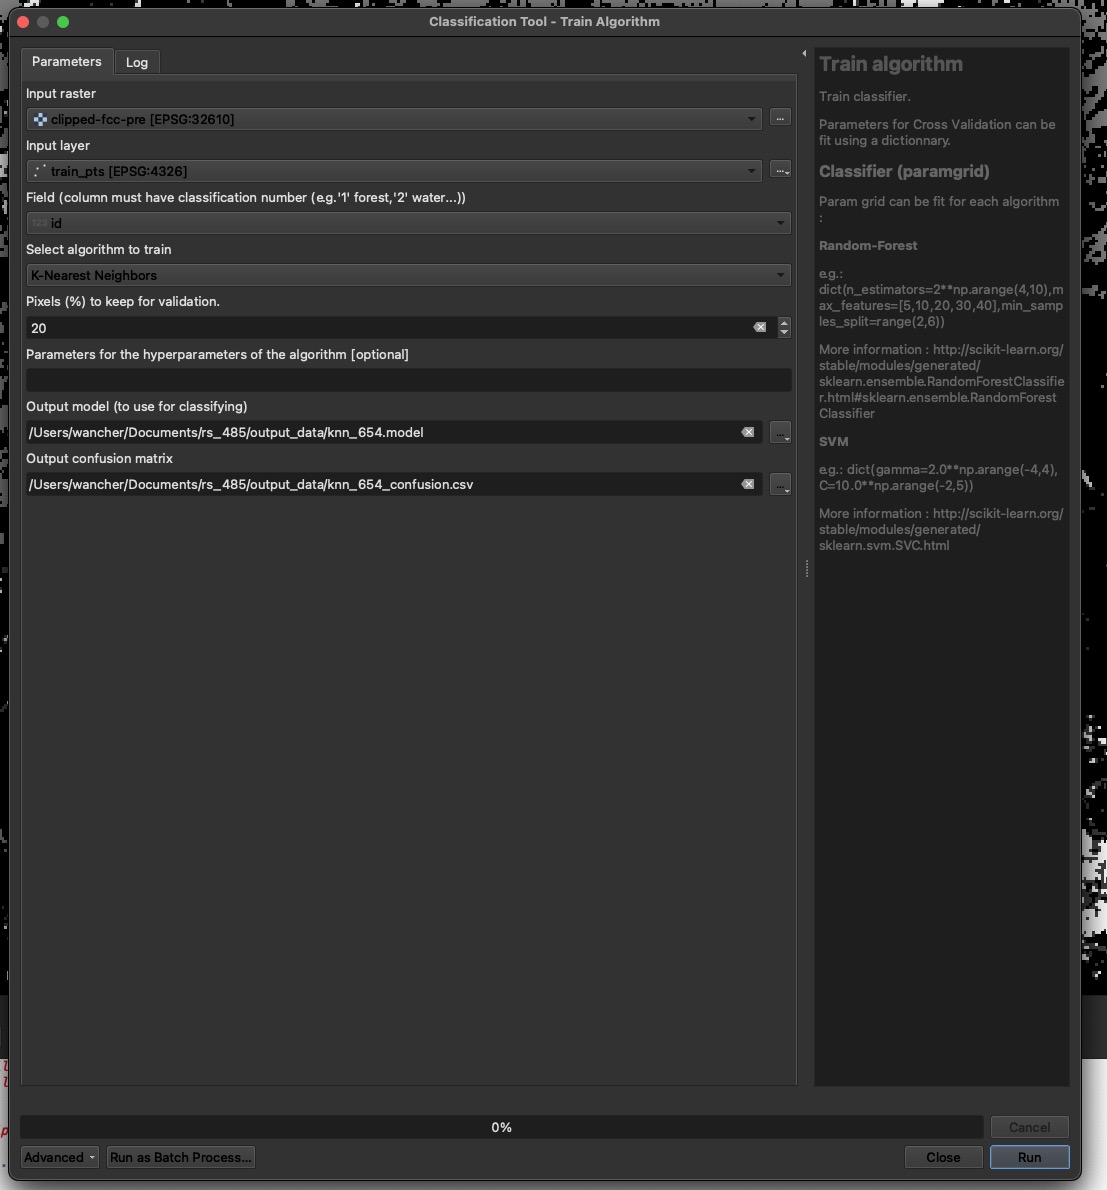 Classification Tool - Train Algorithm
Parameters
Log
Input raster
clipped-fcc-pre [EPSG:32610]
...
Input layer
train_pts [EPSG:4326]
...
Field (column must have classification number (e.g.'1' forest,'2' water...))
123 id
Select algorithm to train
K-Nearest Neighbors
Pixels (%) to keep for validation.
20
Parameters for the hyperparameters of the algorithm [optional]
Output model (to use for classifying)
/Users/wancher/Documents/rs_485/output_data/knn_654.model
...
Output confusion matrix
/Users/wancher/Documents/rs_485/output_data/knn_654_confusion.csv
...
Train algorithm
Train classifier.
Parameters for Cross Validation can be
fit using a dictionnary.
Classifier (paramgrid)
Param grid can be fit for each algorithm
:
Random-Forest
e.g.:
dict(n_estimators=2**np.arange(4,10),m
ax_features=[5,10,20,30,40],min_samp
les_split=range(2,6))
More information : http://scikit-learn.org/
stable/modules/generated/
sklearn.ensemble.RandomForestClassifie
r.html#sklearn.ensemble.RandomForest
Classifier
SVM
e.g.: dict(gamma=2.0**np.arange(-4,4),
C=10.0**np.arange(-2,5))
More information : http://scikit-learn.org/
stable/modules/generated/
sklearn.svm.SVC.html
0%
Cancel
Advanced
Run as Batch Process...
Close
Run